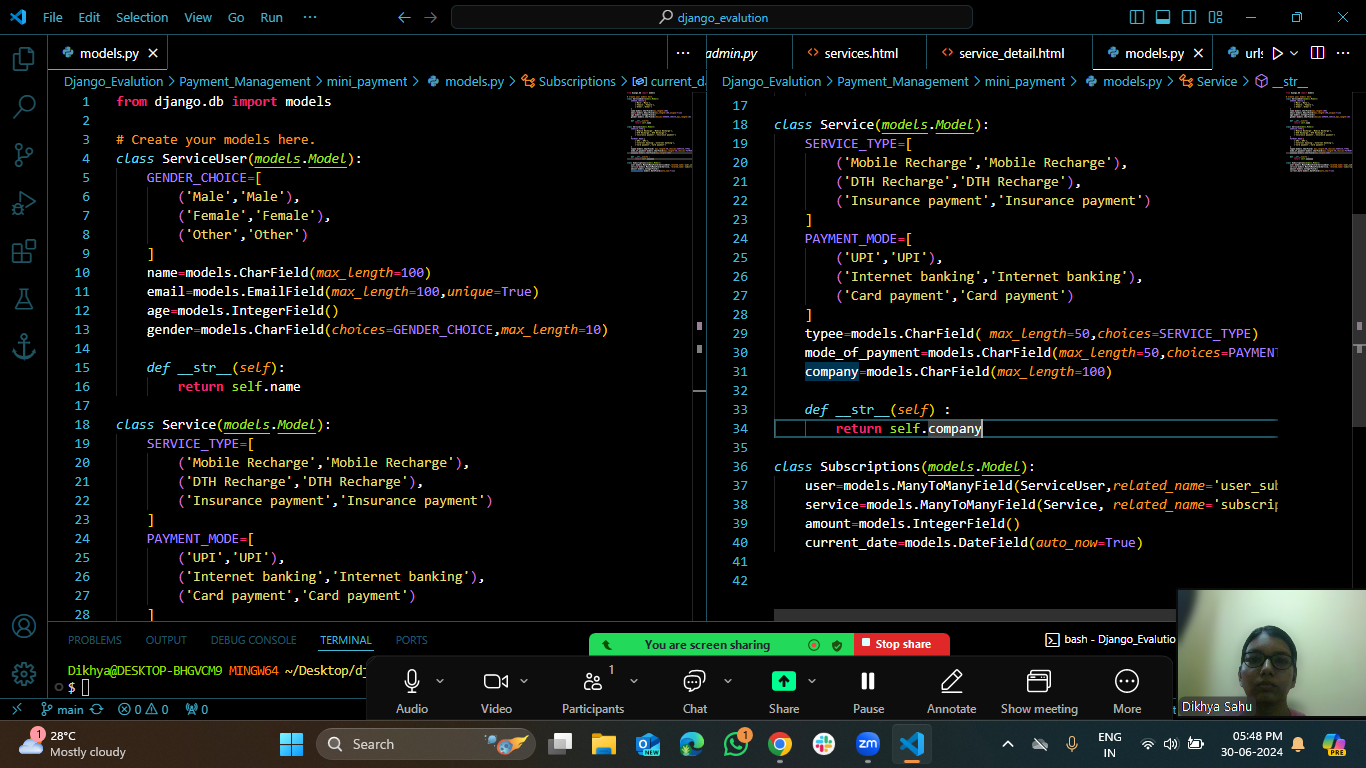 File Edit Selection View Go Run ··· django_evalution
models.py
admin.py services.html service_detail.html models.py urls
Django_Evalution > Payment_Management > mini_payment > models.py > Subscriptions > current_da
1 from django.db import models
2
3 # Create your models here.
4 class ServiceUser(models.Model):
5 GENDER_CHOICE=[
6 ('Male','Male'),
7 ('Female','Female'),
8 ('Other','Other')
9 ]
10 name=models.CharField(max_length=100)
11 email=models.EmailField(max_length=100,unique=True)
12 age=models.IntegerField()
13 gender=models.CharField(choices=GENDER_CHOICE,max_length=10)
14
15 def __str__(self):
16 return self.name
17
18 class Service(models.Model):
19 SERVICE_TYPE=[
20 ('Mobile Recharge','Mobile Recharge'),
21 ('DTH Recharge','DTH Recharge'),
22 ('Insurance payment','Insurance payment')
23 ]
24 PAYMENT_MODE=[
25 ('UPI','UPI'),
26 ('Internet banking','Internet banking'),
27 ('Card payment','Card payment')
28 ]
Django_Evalution > Payment_Management > mini_payment > models.py > Service > __str__
17
18 class Service(models.Model):
19 SERVICE_TYPE=[
20 ('Mobile Recharge','Mobile Recharge'),
21 ('DTH Recharge','DTH Recharge'),
22 ('Insurance payment','Insurance payment')
23 ]
24 PAYMENT_MODE=[
25 ('UPI','UPI'),
26 ('Internet banking','Internet banking'),
27 ('Card payment','Card payment')
28 ]
29 typee=models.CharField( max_length=50,choices=SERVICE_TYPE)
30 mode_of_payment=models.CharField(max_length=50,choices=PAYMENT
31 company=models.CharField(max_length=100)
32
33 def __str__(self) :
34 return self.company
35
36 class Subscriptions(models.Model):
37 user=models.ManyToManyField(ServiceUser,related_name='user_sub
38 service=models.ManyToManyField(Service, related_name='subscrip
39 amount=models.IntegerField()
40 current_date=models.DateField(auto_now=True)
41
42
PROBLEMS OUTPUT DEBUG CONSOLE TERMINAL PORTS
bash - Django_Evalutio
You are screen sharing Stop share
Dikhya@DESKTOP-BHGVCM9 MINGW64 ~/Desktop/dj
$
1
Audio Video Participants Chat Share Pause Annotate Show meeting More
Dikhya Sahu
main 0 0 0
1 28°C
Mostly cloudy
Search
NEW
1
zm
ENG
IN
05:48 PM
30-06-2024
PRE